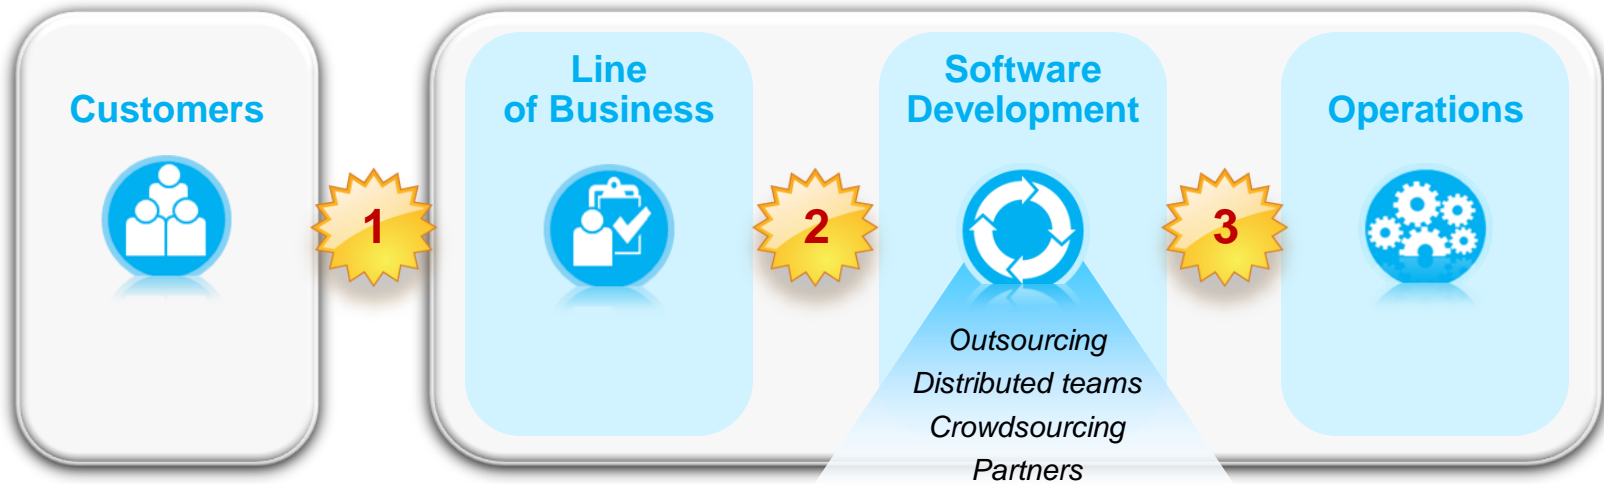 Customers
1
Line
of Business
2
Software
Development
3
Operations
Outsourcing
Distributed teams
Crowdsourcing
Partners